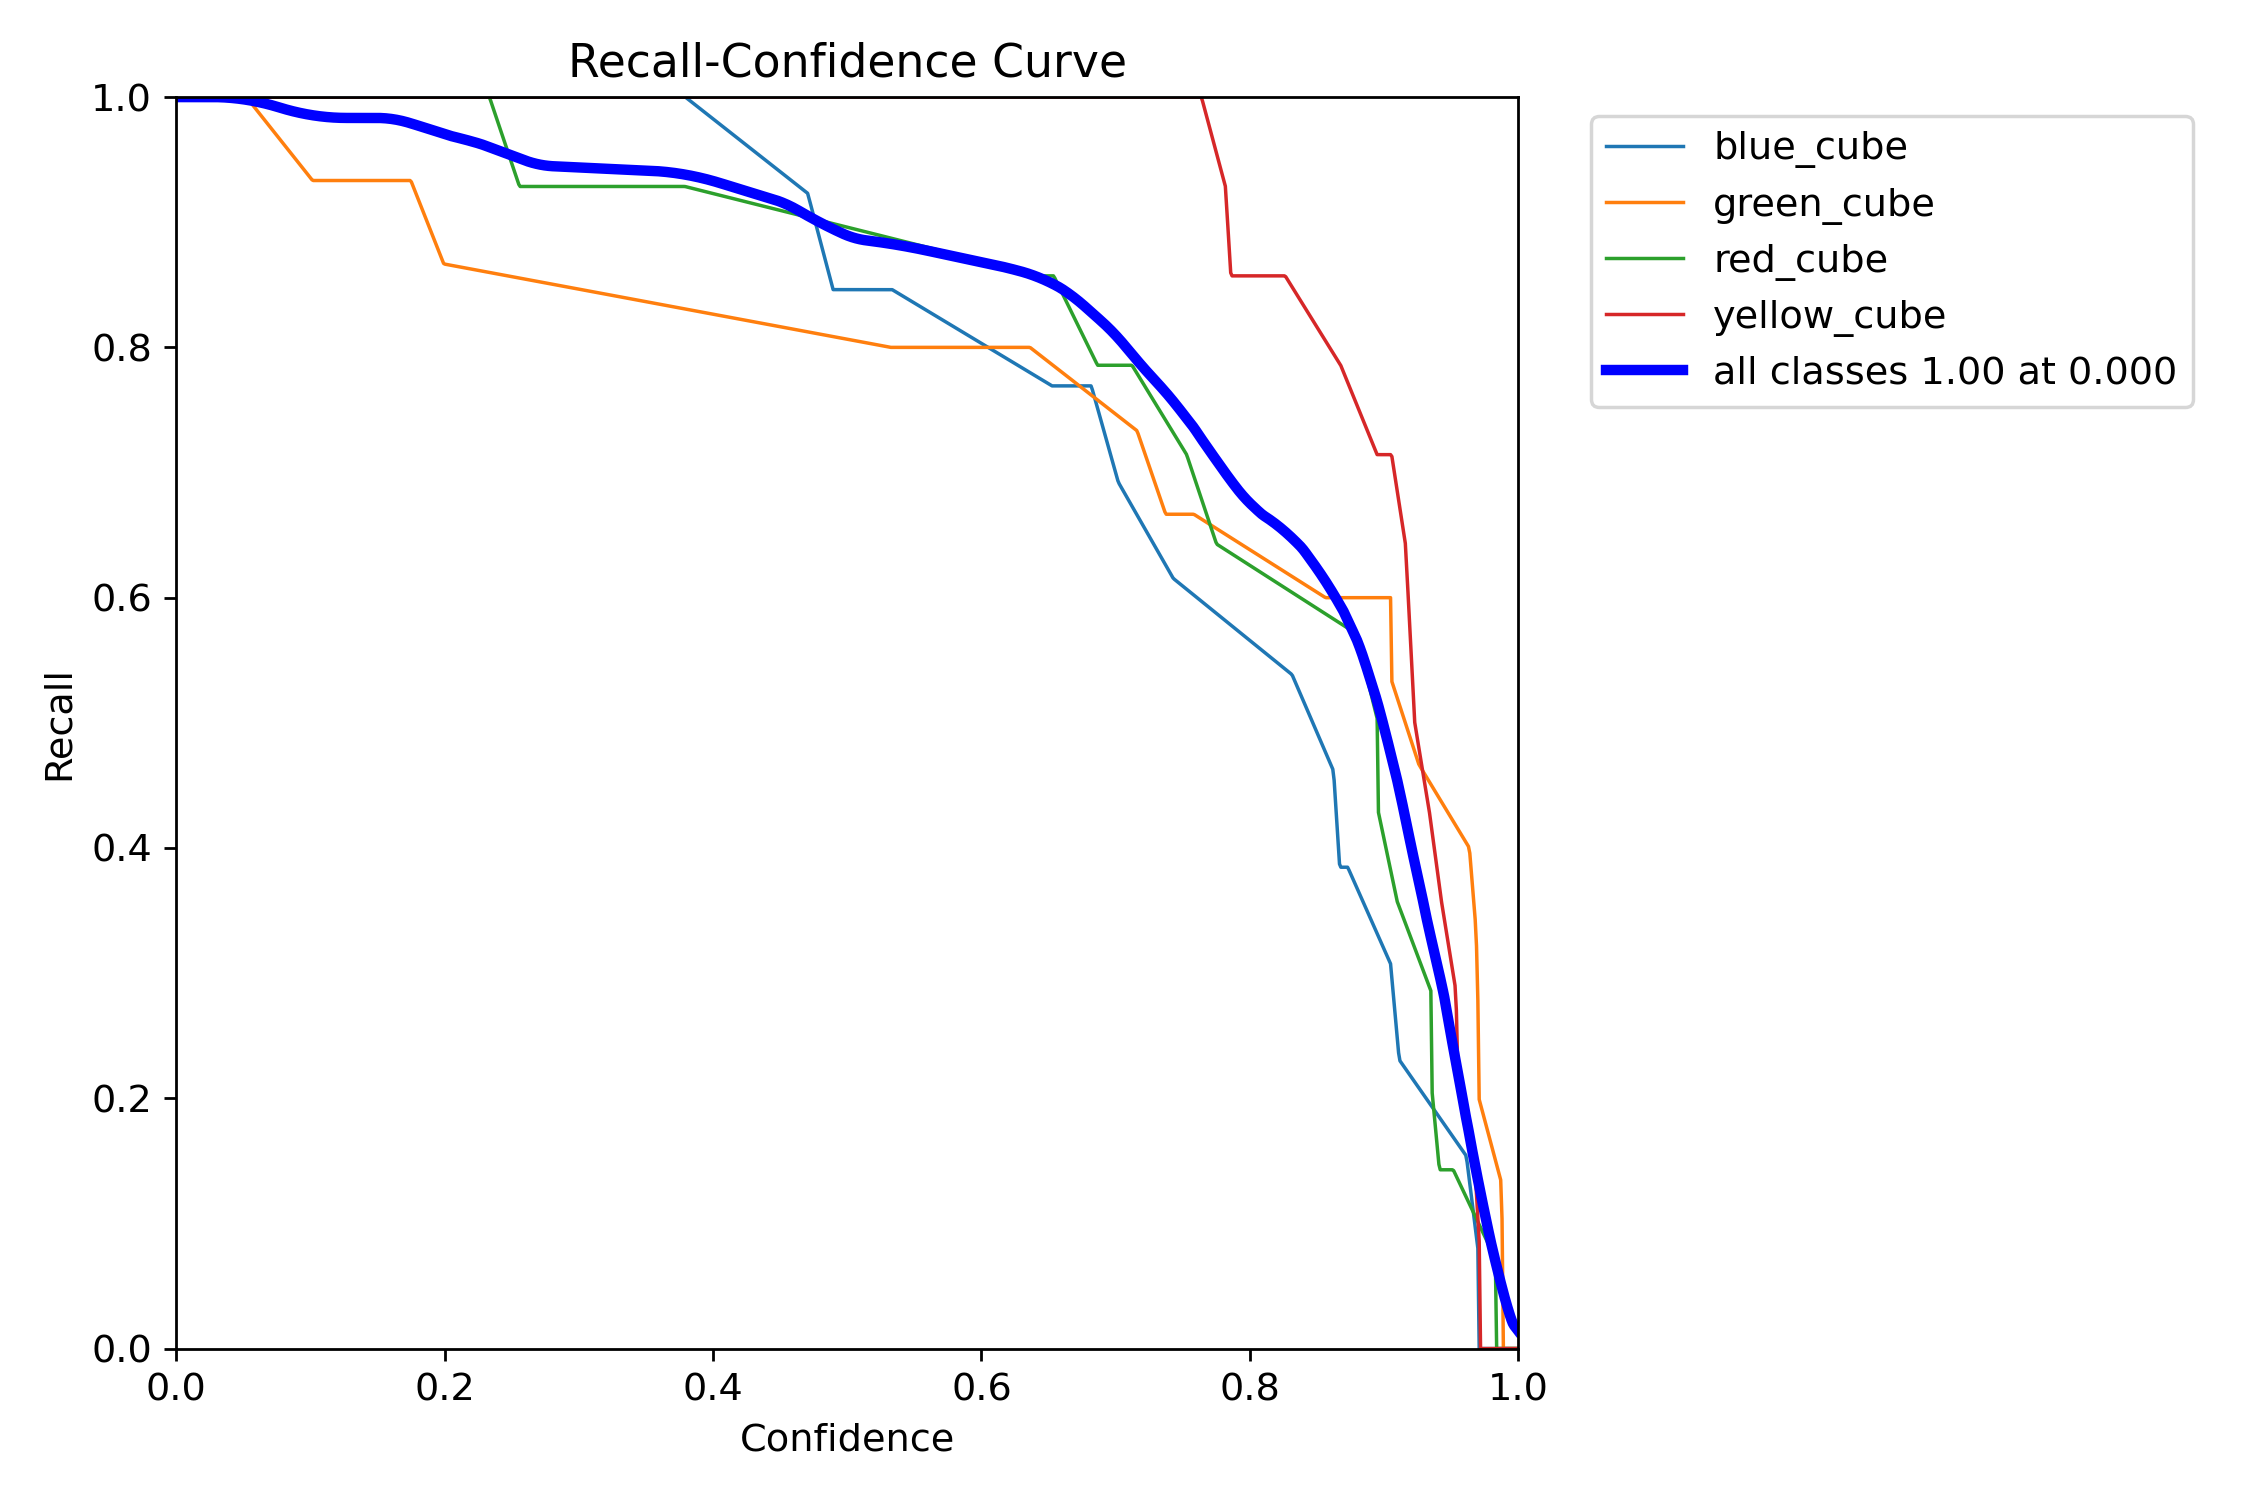 Recall-Confidence Curve
1.0
0.8
0.6
0.4
0.2
0.0
Recall
0.0 0.2 0.4 0.6 0.8 1.0
Confidence
blue_cube
green_cube
red_cube
yellow_cube
all classes 1.00 at 0.000